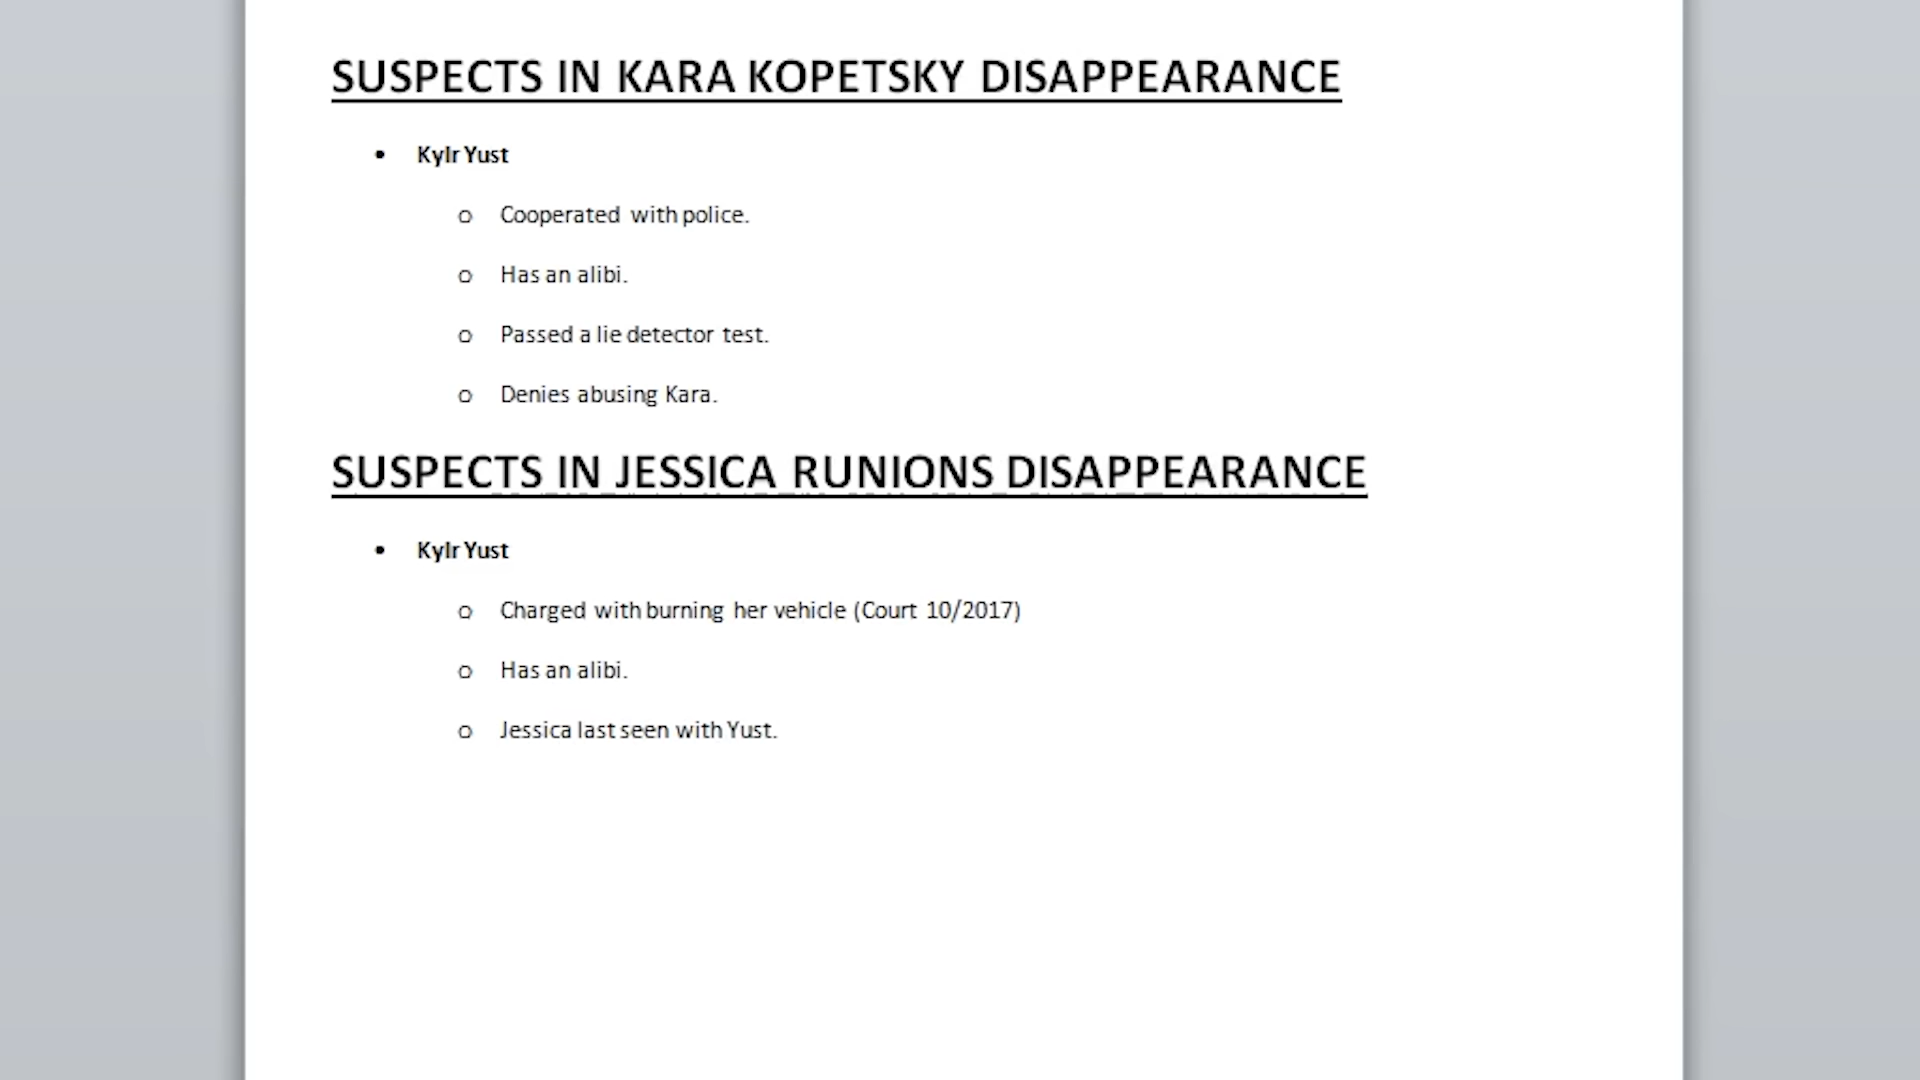 SUSPECTS IN KARA KOPETSKY DISAPPEARANCE
• Kylr Yust
o Cooperated with police.
o Has an alibi.
o Passed a lie detector test.
o Denies abusing Kara.
SUSPECTS IN JESSICA RUNIONS DISAPPEARANCE
• Kylr Yust
o Charged with burning her vehicle (Court 10/2017)
o Has an alibi.
o Jessica last seen with Yust.